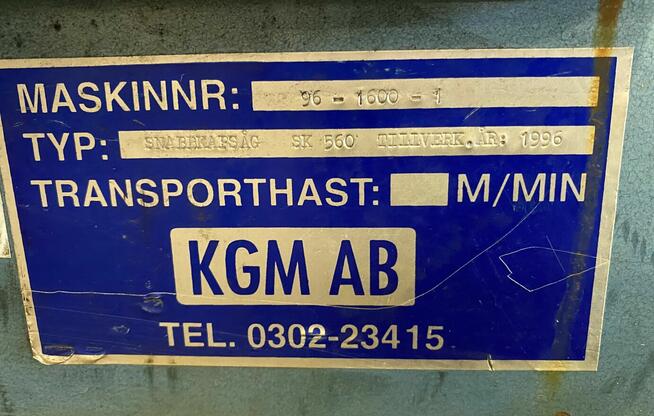 MASKINNR: 96 - 1600 - 1
TYP: SNABBKAPSÅG SK 560 TILLVERK.ÅR: 1996
TRANSPORTHAST: M/MIN
KGM AB
TEL. 0302-23415